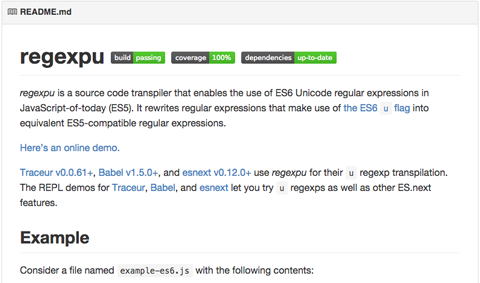 README.md
regexpu build passing coverage 100% dependencies up-to-date
regexpu is a source code transpiler that enables the use of ES6 Unicode regular expressions in
JavaScript-of-today (ES5). It rewrites regular expressions that make use of the ES6 u flag into
equivalent ES5-compatible regular expressions.
Here's an online demo.
Traceur v0.0.61+, Babel v1.5.0+, and esnext v0.12.0+ use regexpu for their u regexp transpilation.
The REPL demos for Traceur, Babel, and esnext let you try u regexps as well as other ES.next
features.
Example
Consider a file named example-es6.js with the following contents: